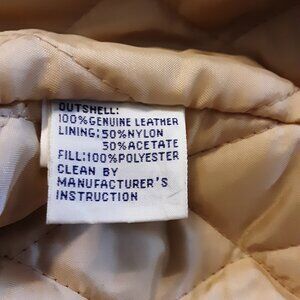 OUTSHELL:
100%GENUINE LEATHER
LINING:50%NYLON
50%ACETATE
FILL:100%POLYESTER
CLEAN BY
MANUFACTURER'S
INSTRUCTION